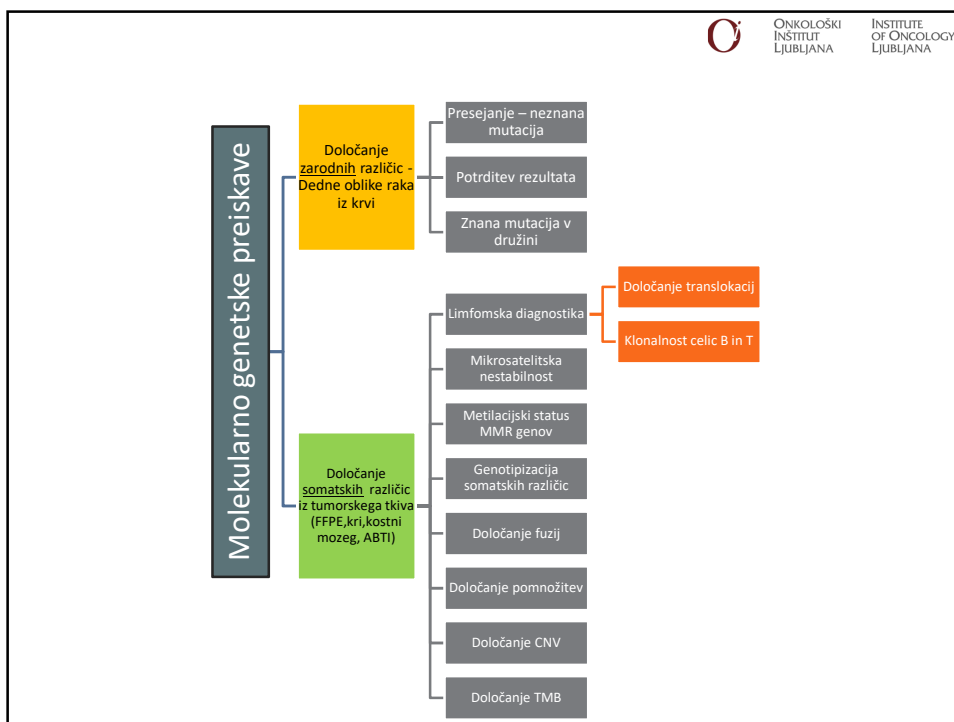 ONKOLOŠKI
INŠTITUT
LJUBLJANA
INSTITUTE
OF ONCOLOGY
LJUBLJANA
Molekularno genetske preiskave
Določanje
zarodnih različic -
Dedne oblike raka
iz krvi
Presejanje – neznana
mutacija
Potrditev rezultata
Znana mutacija v
družini
Določanje
somatskih različic
iz tumorskega tkiva
(FFPE,kri,kostni
mozeg, ABTI)
Limfomska diagnostika
Določanje translokacij
Klonalnost celic B in T
Mikrosatelitska
nestabilnost
Metilacijski status
MMR genov
Genotipizacija
somatskih različic
Določanje fuzij
Določanje pomnožitev
Določanje CNV
Določanje TMB